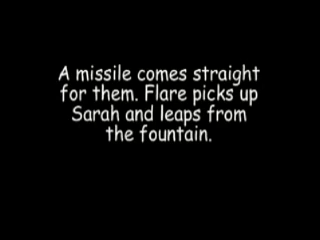 A missile comes straight
for them. Flare picks up
Sarah and leaps from
the fountain.